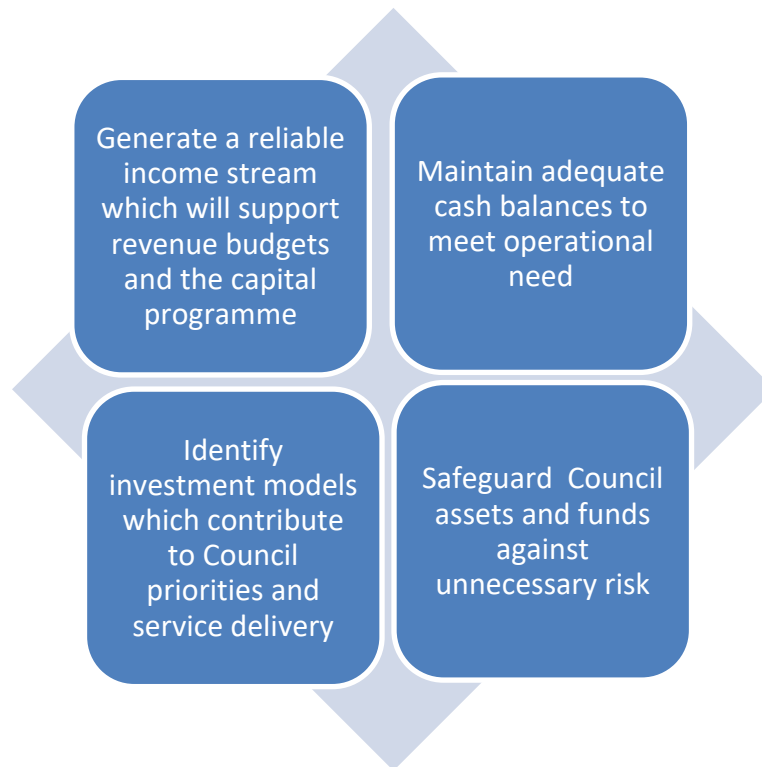 Generate a reliable
income stream
which will support
revenue budgets
and the capital
programme
Maintain adequate
cash balances to
meet operational
need
Identify
investment models
which contribute
to Council
priorities and
service delivery
Safeguard  Council
assets and funds
against
unnecessary risk